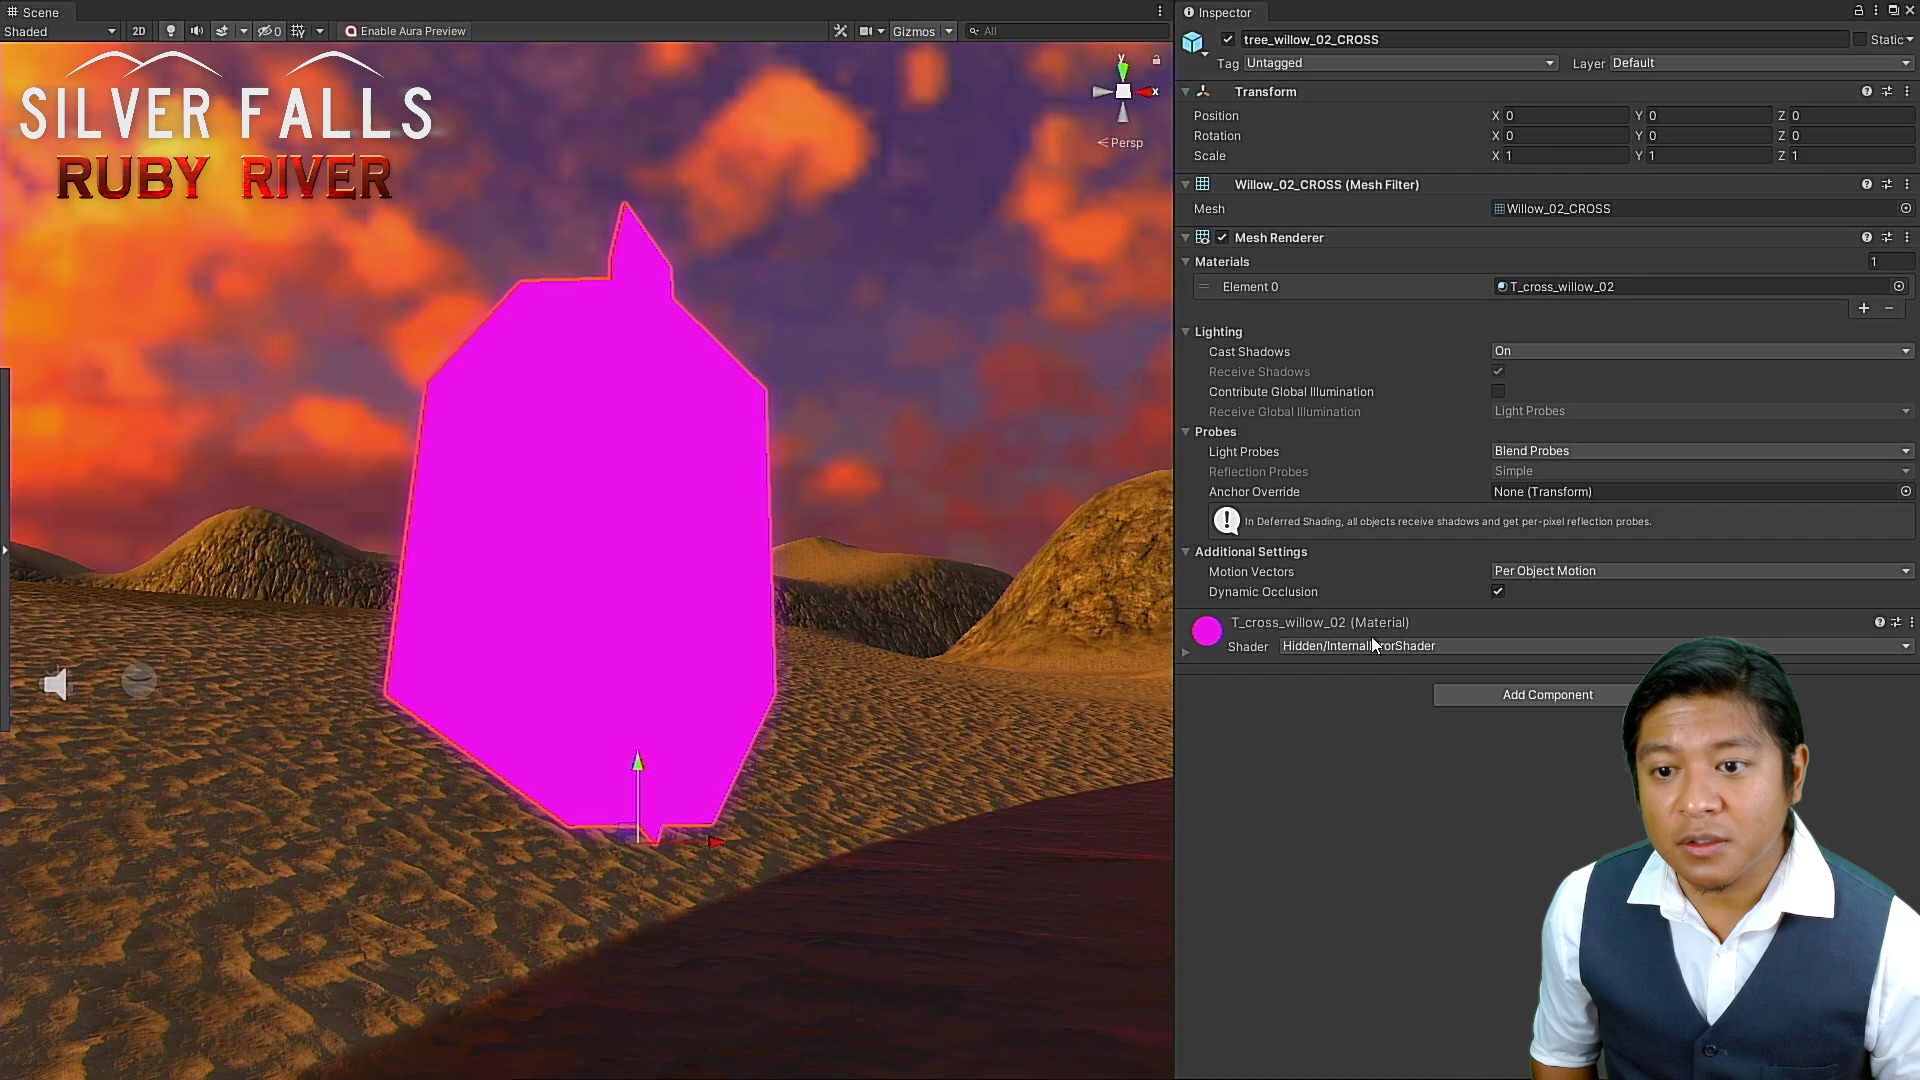 Scene
Shaded
2D
0
Enable Aura Preview
Gizmos
All
SILVER FALLS
RUBY RIVER
y
x
Persp
Inspector
tree_willow_02_CROSS
Static
Tag Untagged
Layer Default
Transform
Position X 0 Y 0 Z 0
Rotation X 0 Y 0 Z 0
Scale X 1 Y 1 Z 1
Willow_02_CROSS (Mesh Filter)
Mesh Willow_02_CROSS
Mesh Renderer
Materials 1
Element 0 T_cross_willow_02
Lighting
Cast Shadows On
Receive Shadows
Contribute Global Illumination
Receive Global Illumination Light Probes
Probes
Light Probes Blend Probes
Reflection Probes Simple
Anchor Override None (Transform)
In Deferred Shading, all objects receive shadows and get per-pixel reflection probes.
Additional Settings
Motion Vectors Per Object Motion
Dynamic Occlusion
T_cross_willow_02 (Material)
Shader Hidden/InternalErrorShader
Add Component